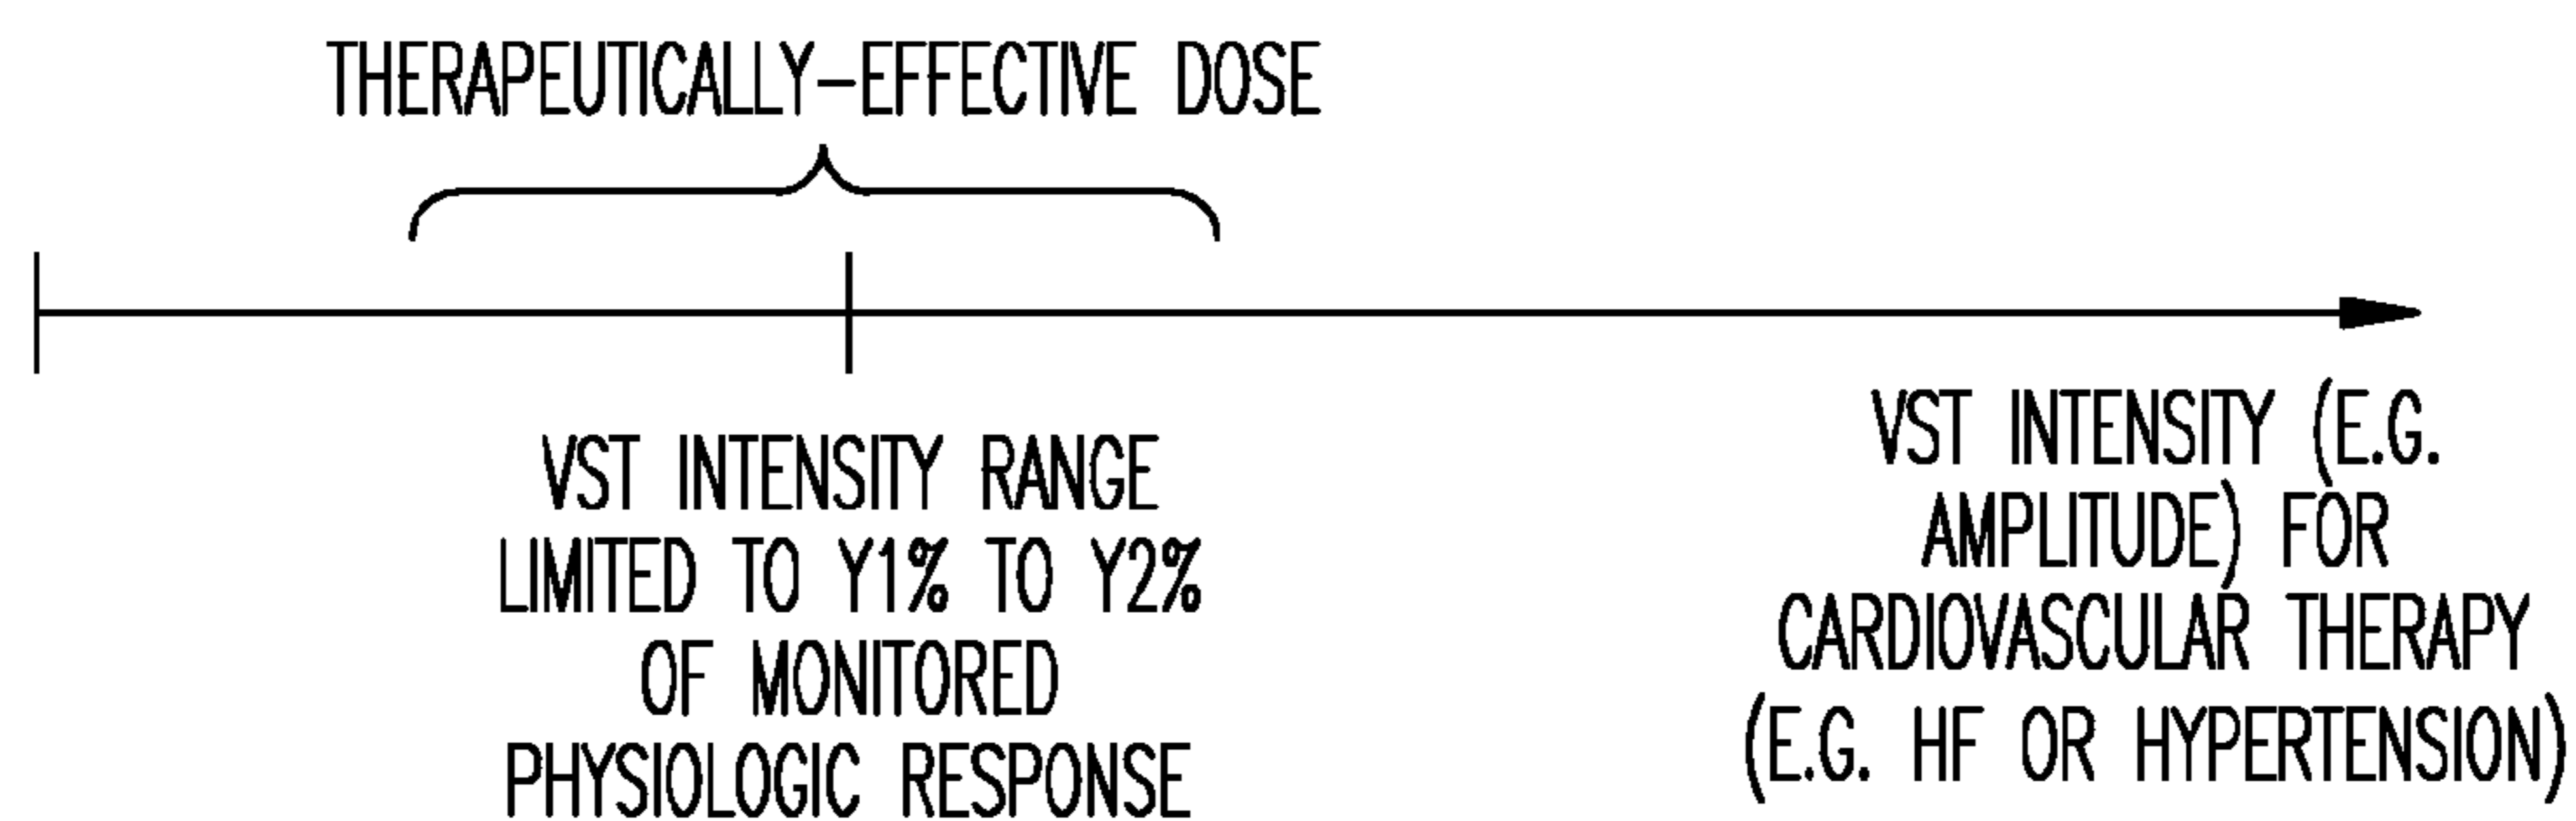 THERAPEUTICALLY-EFFECTIVE DOSE
VST INTENSITY RANGE
LIMITED TO Y1% TO Y2%
OF MONITORED
PHYSIOLOGIC RESPONSE
VST INTENSITY (E.G.
AMPLITUDE) FOR
CARDIOVASCULAR THERAPY
(E.G. HF OR HYPERTENSION)